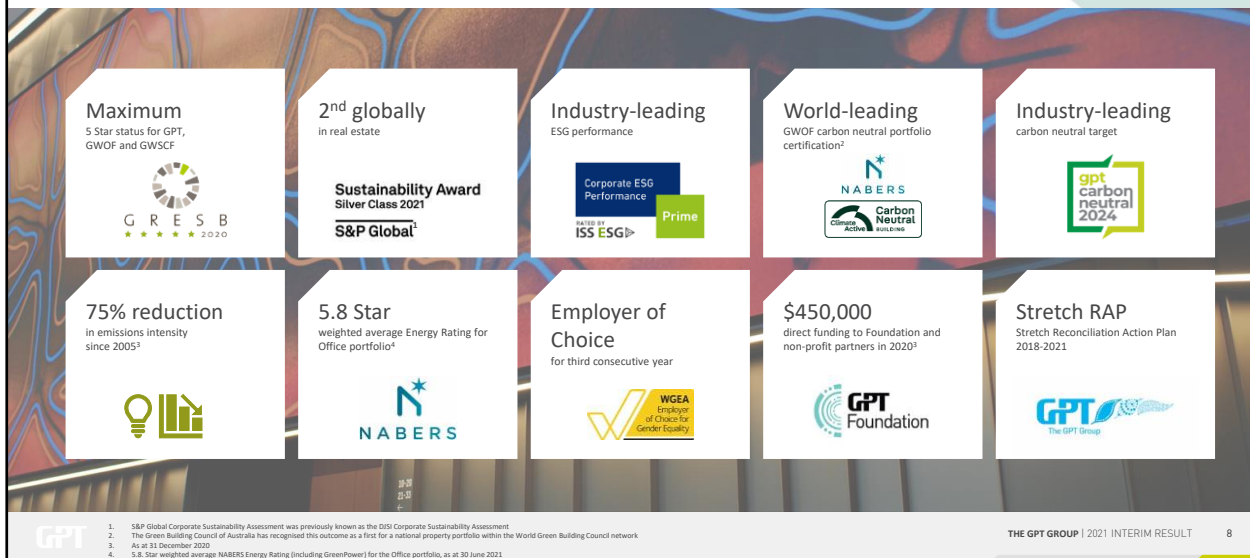 Maximum
5 Star status for GPT,
GWOF and GWSCF
G R E S B
2020
2nd globally
in real estate
Sustainability Award
Silver Class 2021
S&P Global1
Industry-leading
ESG performance
Corporate ESG
Performance
Prime
RATED BY
ISS ESG
World-leading
GWOF carbon neutral portfolio
certification2
NABERS
Climate
Active
Carbon
Neutral
BUILDING
Industry-leading
carbon neutral target
gpt
carbon
neutral
2024
75% reduction
in emissions intensity
since 20053
5.8 Star
weighted average Energy Rating for
Office portfolio4
NABERS
Employer of
Choice
for third consecutive year
WGEA
Employer
of Choice for
Gender Equality
$450,000
direct funding to Foundation and
non-profit partners in 20203
GPT
Foundation
Stretch RAP
Stretch Reconciliation Action Plan
2018-2021
GPT
The GPT Group
19-20
21-33
GPT
1. S&P Global Corporate Sustainability Assessment was previously known as the DJSI Corporate Sustainability Assessment
2. The Green Building Council of Australia has recognised this outcome as a first for a national property portfolio within the World Green Building Council network
3. As at 31 December 2020
4. 5.8. Star weighted average NABERS Energy Rating (including GreenPower) for the Office portfolio, as at 30 June 2021
THE GPT GROUP | 2021 INTERIM RESULT 8